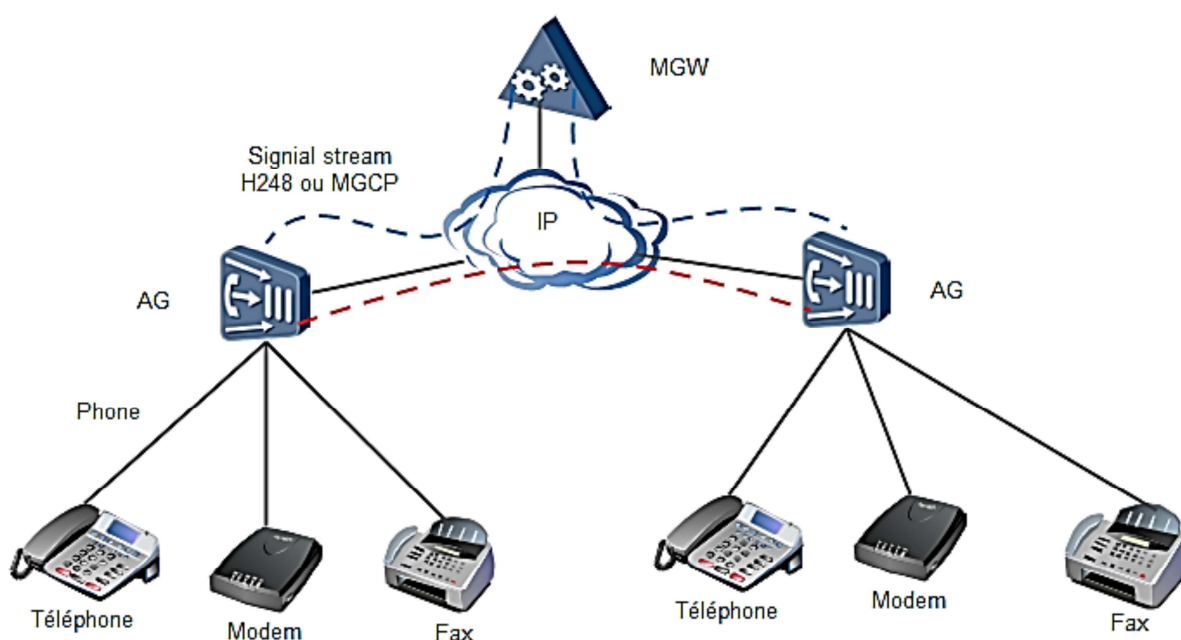 MGW
Signial stream
H248 ou MGCP
IP
AG
AG
Phone
Téléphone
Modem
Fax
Téléphone
Modem
Fax